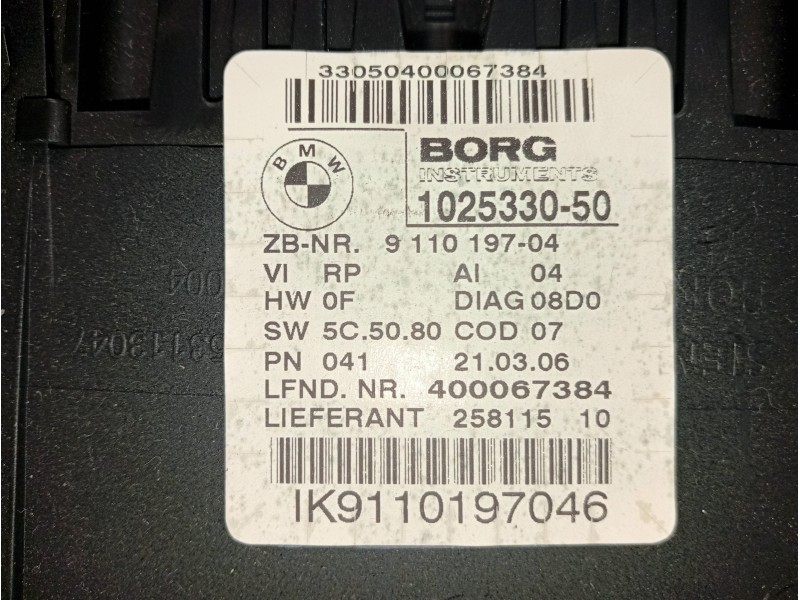 33050400067384
BMW
BORG
INSTRUMENTS
1025330-50
ZB-NR. 9 110 197-04
VI RP AI 04
HW 0F DIAG 08D0
SW 5C.50.80 COD 07
PN 041 21.03.06
LFND. NR. 400067384
LIEFERANT 258115 10
IK9110197046